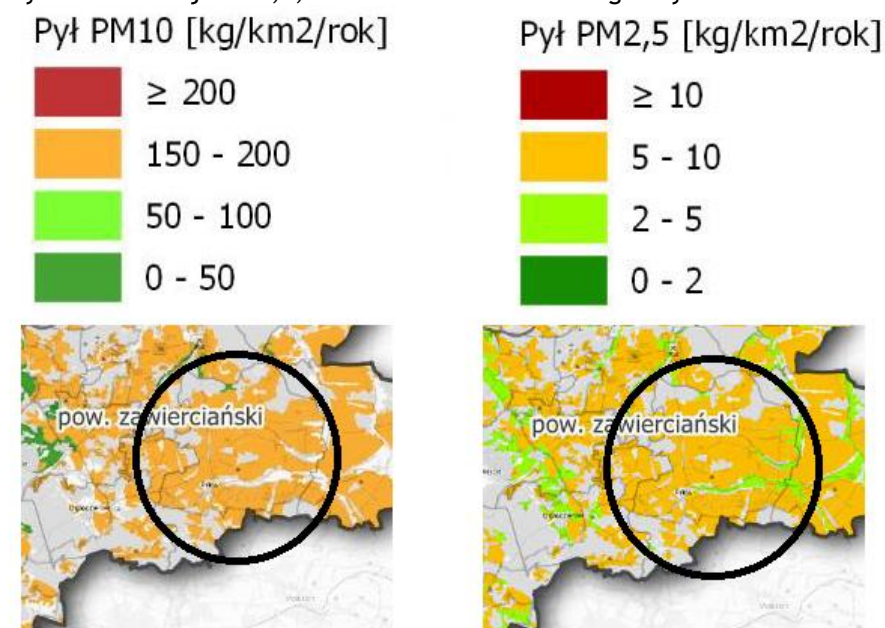 Pył PM10 [kg/km2/rok]
≥ 200
150 - 200
50 - 100
0 - 50
pow. zawierciański
Pył PM2,5 [kg/km2/rok]
≥ 10
5 - 10
2 - 5
0 - 2
pow. zawierciański